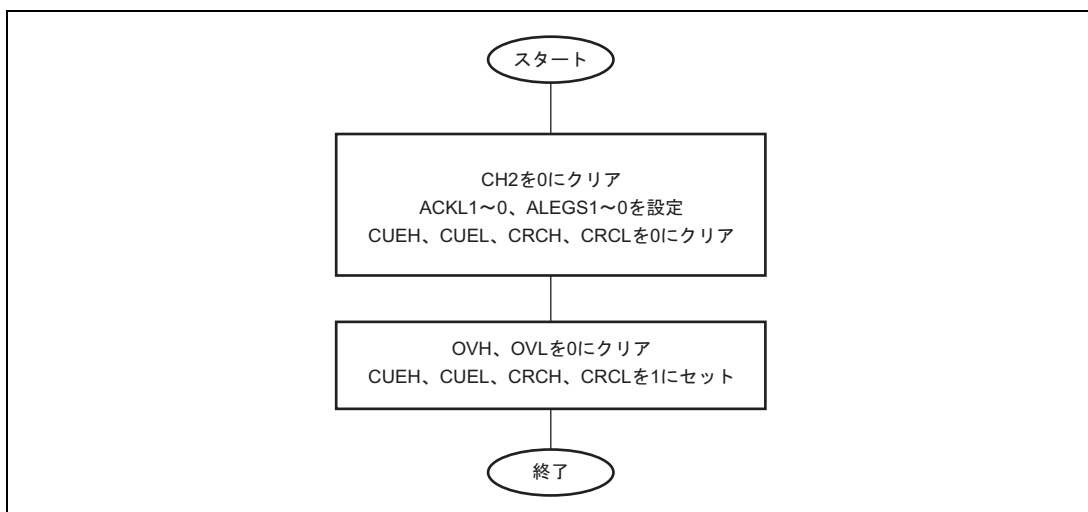 スタート
CH2を0にクリア
ACKL1～0、ALEGS1～0を設定
CUEH、CUEL、CRCH、CRCLを0にクリア
OVH、OVLを0にクリア
CUEH、CUEL、CRCH、CRCLを1にセット
終了